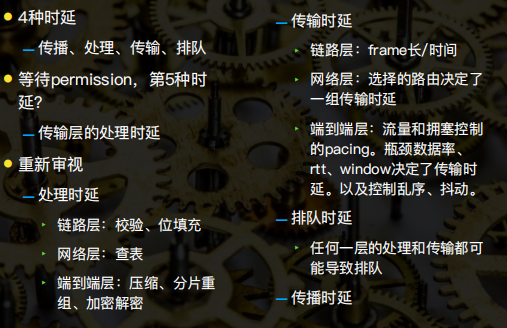 4种时延
传播、处理、传输、排队
等待permission，第5种时
延？
传输层的处理时延
重新审视
处理时延
链路层：校验、位填充
网络层：查表
端到端层：压缩、分片重
组、加密解密
传输时延
链路层：frame长/时间
网络层：选择的路由决定了
一组传输时延
端到端层：流量和拥塞控制
的pacing。瓶颈数据率、
rtt、window决定了传输时
延。以及控制乱序、抖动。
排队时延
任何一层的处理和传输都可
能导致排队
传播时延